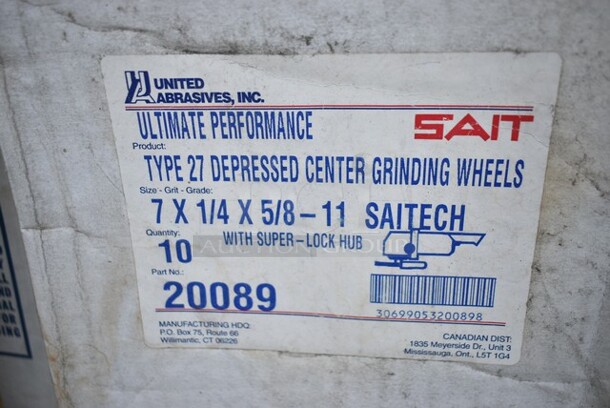 UNITED
ABRASIVES, INC.
ULTIMATE PERFORMANCE
SAIT
Product:
TYPE 27 DEPRESSED CENTER GRINDING WHEELS
Size - Grit - Grade:
7 X 1/4 X 5/8-11 SAITECH
Quantity:
10
WITH SUPER-LOCK HUB
Part No.:
20089
30699053200898
MANUFACTURING HDQ:
P.O. Box 75, Route 66
Willimantic, CT 06226
CANADIAN DIST:
1835 Meyerside Dr., Unit 3
Mississauga, Ont., L5T 1G4